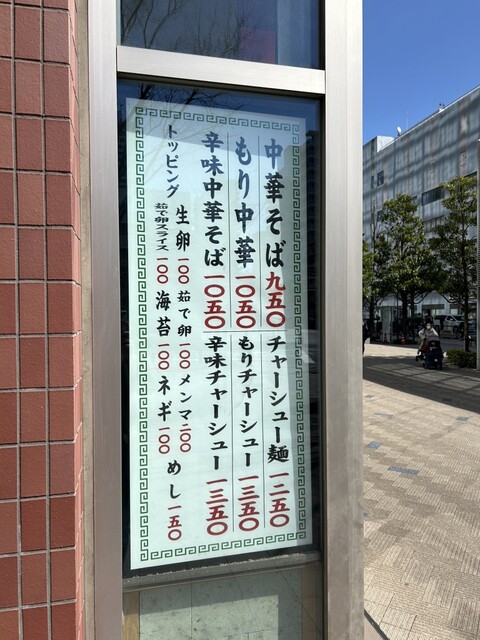 中華そば九五〇
チャーシュー麺一二五〇
もり中華一〇五〇
もりチャーシュー一三五〇
辛味中華そば一〇五〇
辛味チャーシュー一三五〇
トッピング
生卵一〇〇 茹で卵一〇〇 メンマ二〇〇
茹で卵スライス一〇〇 海苔一〇〇 ネギ一〇〇
めし一五〇